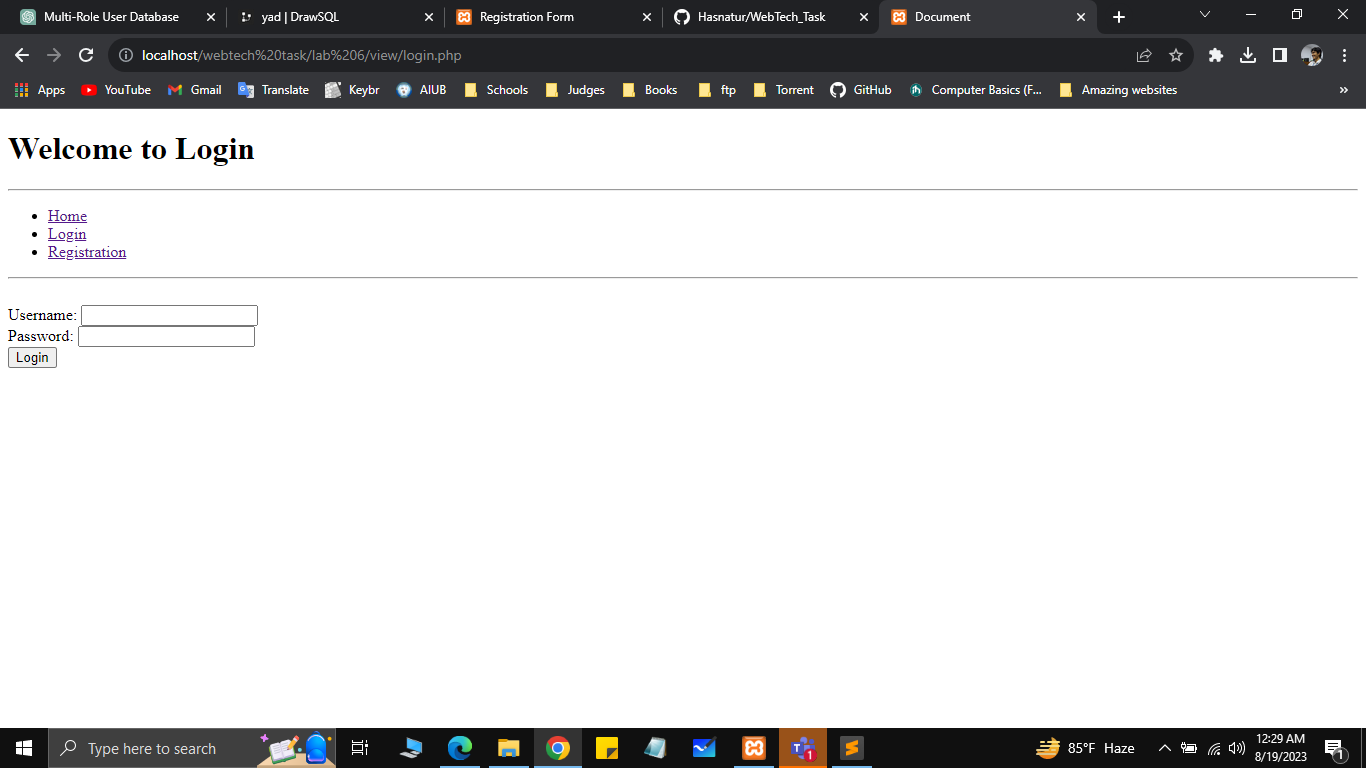 Multi-Role User Database
yad | DrawSQL
Registration Form
Hasnatur/WebTech_Task
Document
localhost/webtech%20task/lab%206/view/login.php
Apps YouTube Gmail Translate Keybr AIUB Schools Judges Books ftp Torrent GitHub Computer Basics (F... Amazing websites »
Welcome to Login
Home
Login
Registration
Username:
Password:
Login
Type here to search
85°F Haze
12:29 AM
8/19/2023
1
1